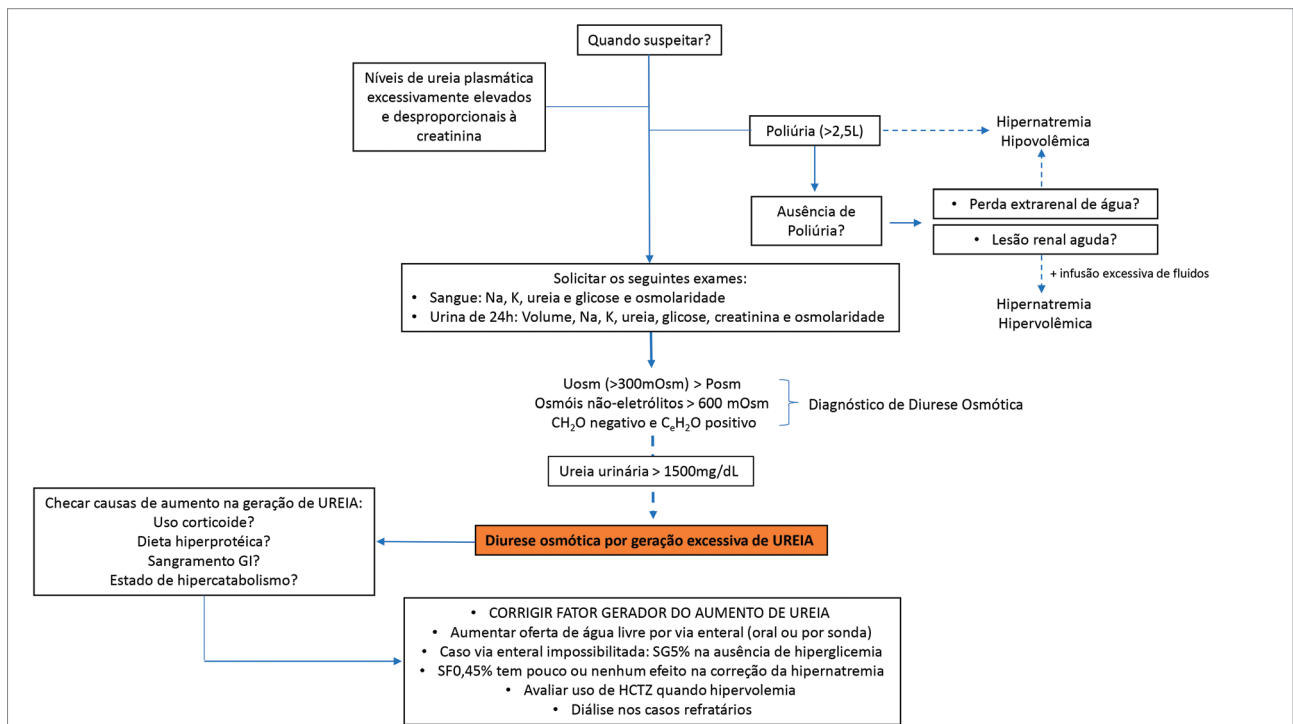 Quando suspeitar?
Níveis de ureia plasmática
excessivamente elevados
e desproporcionais à
creatinina
Poliúria (>2,5L)
Hipernatremia
Hipovolêmica
Ausência de
Poliúria?
• Perda extrarenal de água?
• Lesão renal aguda?
+ infusão excessiva de fluidos
Hipernatremia
Hipervolêmica
Solicitar os seguintes exames:
• Sangue: Na, K, ureia e glicose e osmolaridade
• Urina de 24h: Volume, Na, K, ureia, glicose, creatinina e osmolaridade
Uosm (>300mOsm) > Posm
Osmóis não-eletrólitos > 600 mOsm
CH₂O negativo e CₑH₂O positivo
Diagnóstico de Diurese Osmótica
Ureia urinária > 1500mg/dL
Diurese osmótica por geração excessiva de UREIA
Checar causas de aumento na geração de UREIA:
Uso corticoide?
Dieta hiperprotéica?
Sangramento GI?
Estado de hipercatabolismo?
• CORRIGIR FATOR GERADOR DO AUMENTO DE UREIA
• Aumentar oferta de água livre por via enteral (oral ou por sonda)
• Caso via enteral impossibilitada: SG5% na ausência de hiperglicemia
• SF0,45% tem pouco ou nenhum efeito na correção da hipernatremia
• Avaliar uso de HCTZ quando hipervolemia
• Diálise nos casos refratários